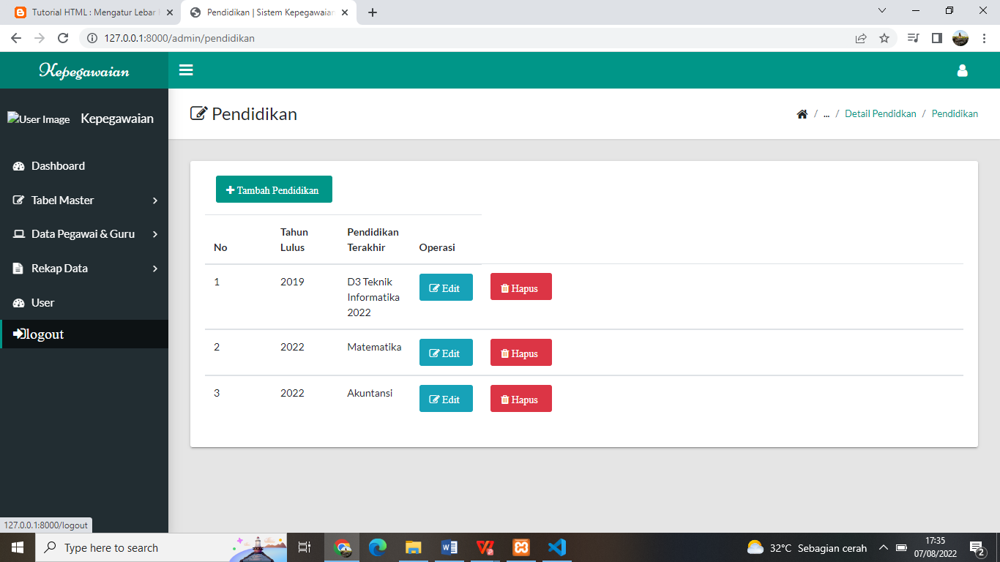 Tutorial HTML : Mengatur Lebar
Pendidikan | Sistem Kepegawaian
127.0.0.1:8000/admin/pendidikan
Kepegawaian
User Image
Kepegawaian
Dashboard
Tabel Master
Data Pegawai & Guru
Rekap Data
User
logout
Pendidikan
/ ... / Detail Pendidkan / Pendidikan
Tambah Pendidikan
No Tahun Lulus Pendidikan Terakhir Operasi
1 2019 D3 Teknik Informatika 2022 Edit Hapus
2 2022 Matematika Edit Hapus
3 2022 Akuntansi Edit Hapus
127.0.0.1:8000/logout
Type here to search
32°C Sebagian cerah
17:35
07/08/2022
2